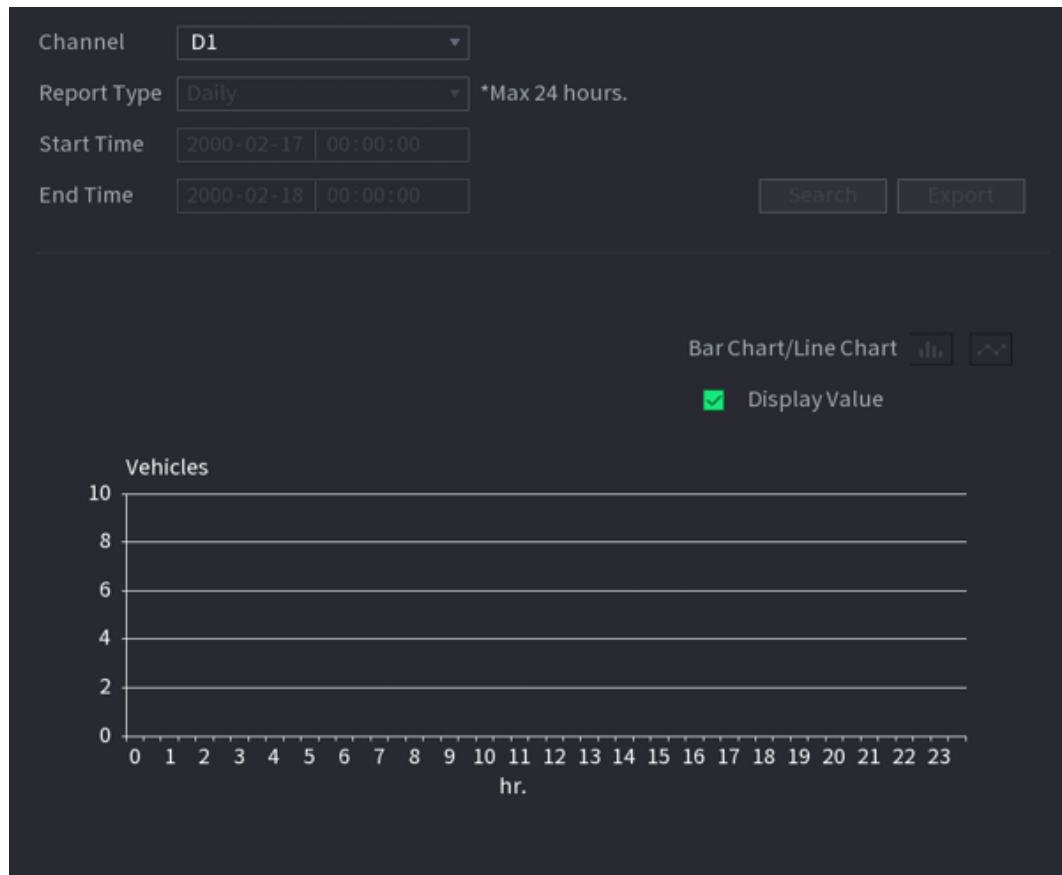 Channel D1
Report Type Daily *Max 24 hours.
Start Time 2000-02-17 00:00:00
End Time 2000-02-18 00:00:00 Search Export
Bar Chart/Line Chart
Display Value
Vehicles
10
8
6
4
2
0
0 1 2 3 4 5 6 7 8 9 10 11 12 13 14 15 16 17 18 19 20 21 22 23
hr.